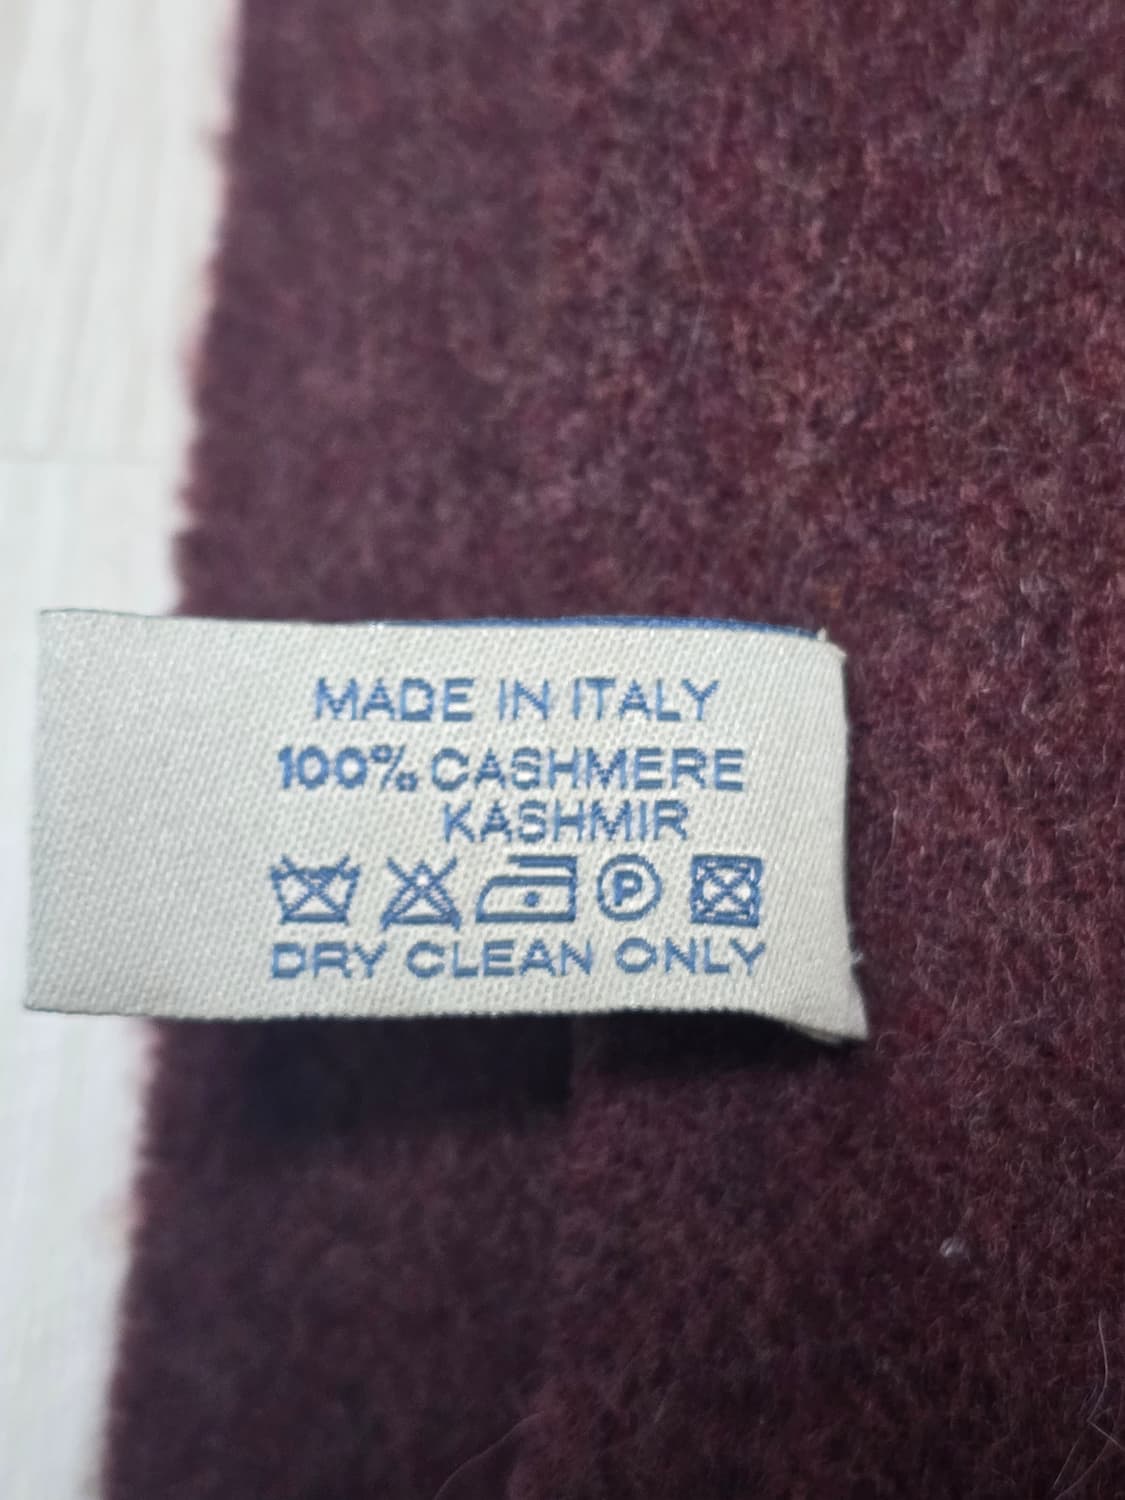 MADE IN ITALY
100% CASHMERE
KASHMIR
P
DRY CLEAN ONLY